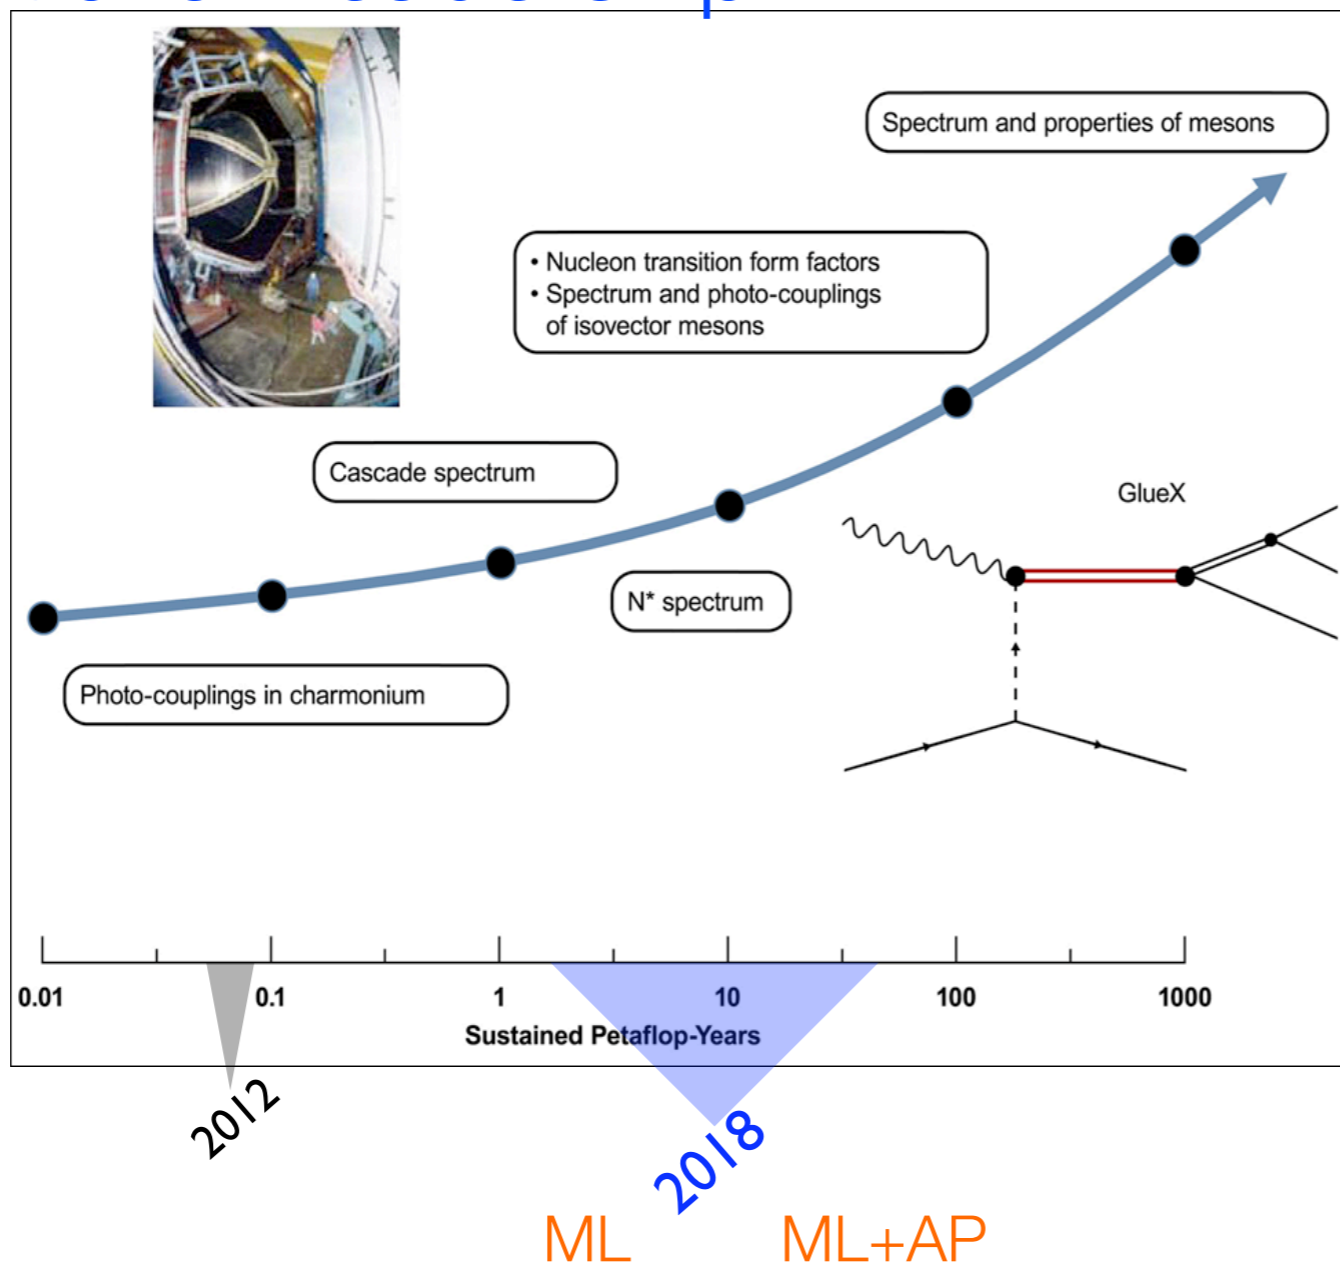 Spectrum and properties of mesons
• Nucleon transition form factors
• Spectrum and photo-couplings
of isovector mesons
Cascade spectrum
GlueX
N* spectrum
Photo-couplings in charmonium
0.01
0.1
1
10
100
1000
Sustained Petaflop-Years
2012
2018
ML
ML+AP